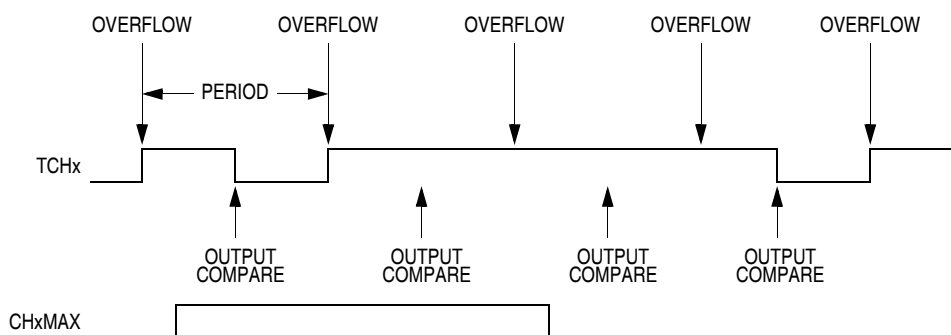 OVERFLOW OVERFLOW OVERFLOW OVERFLOW OVERFLOW
PERIOD
TCHx
OUTPUT COMPARE
OUTPUT COMPARE
OUTPUT COMPARE
OUTPUT COMPARE
CHxMAX